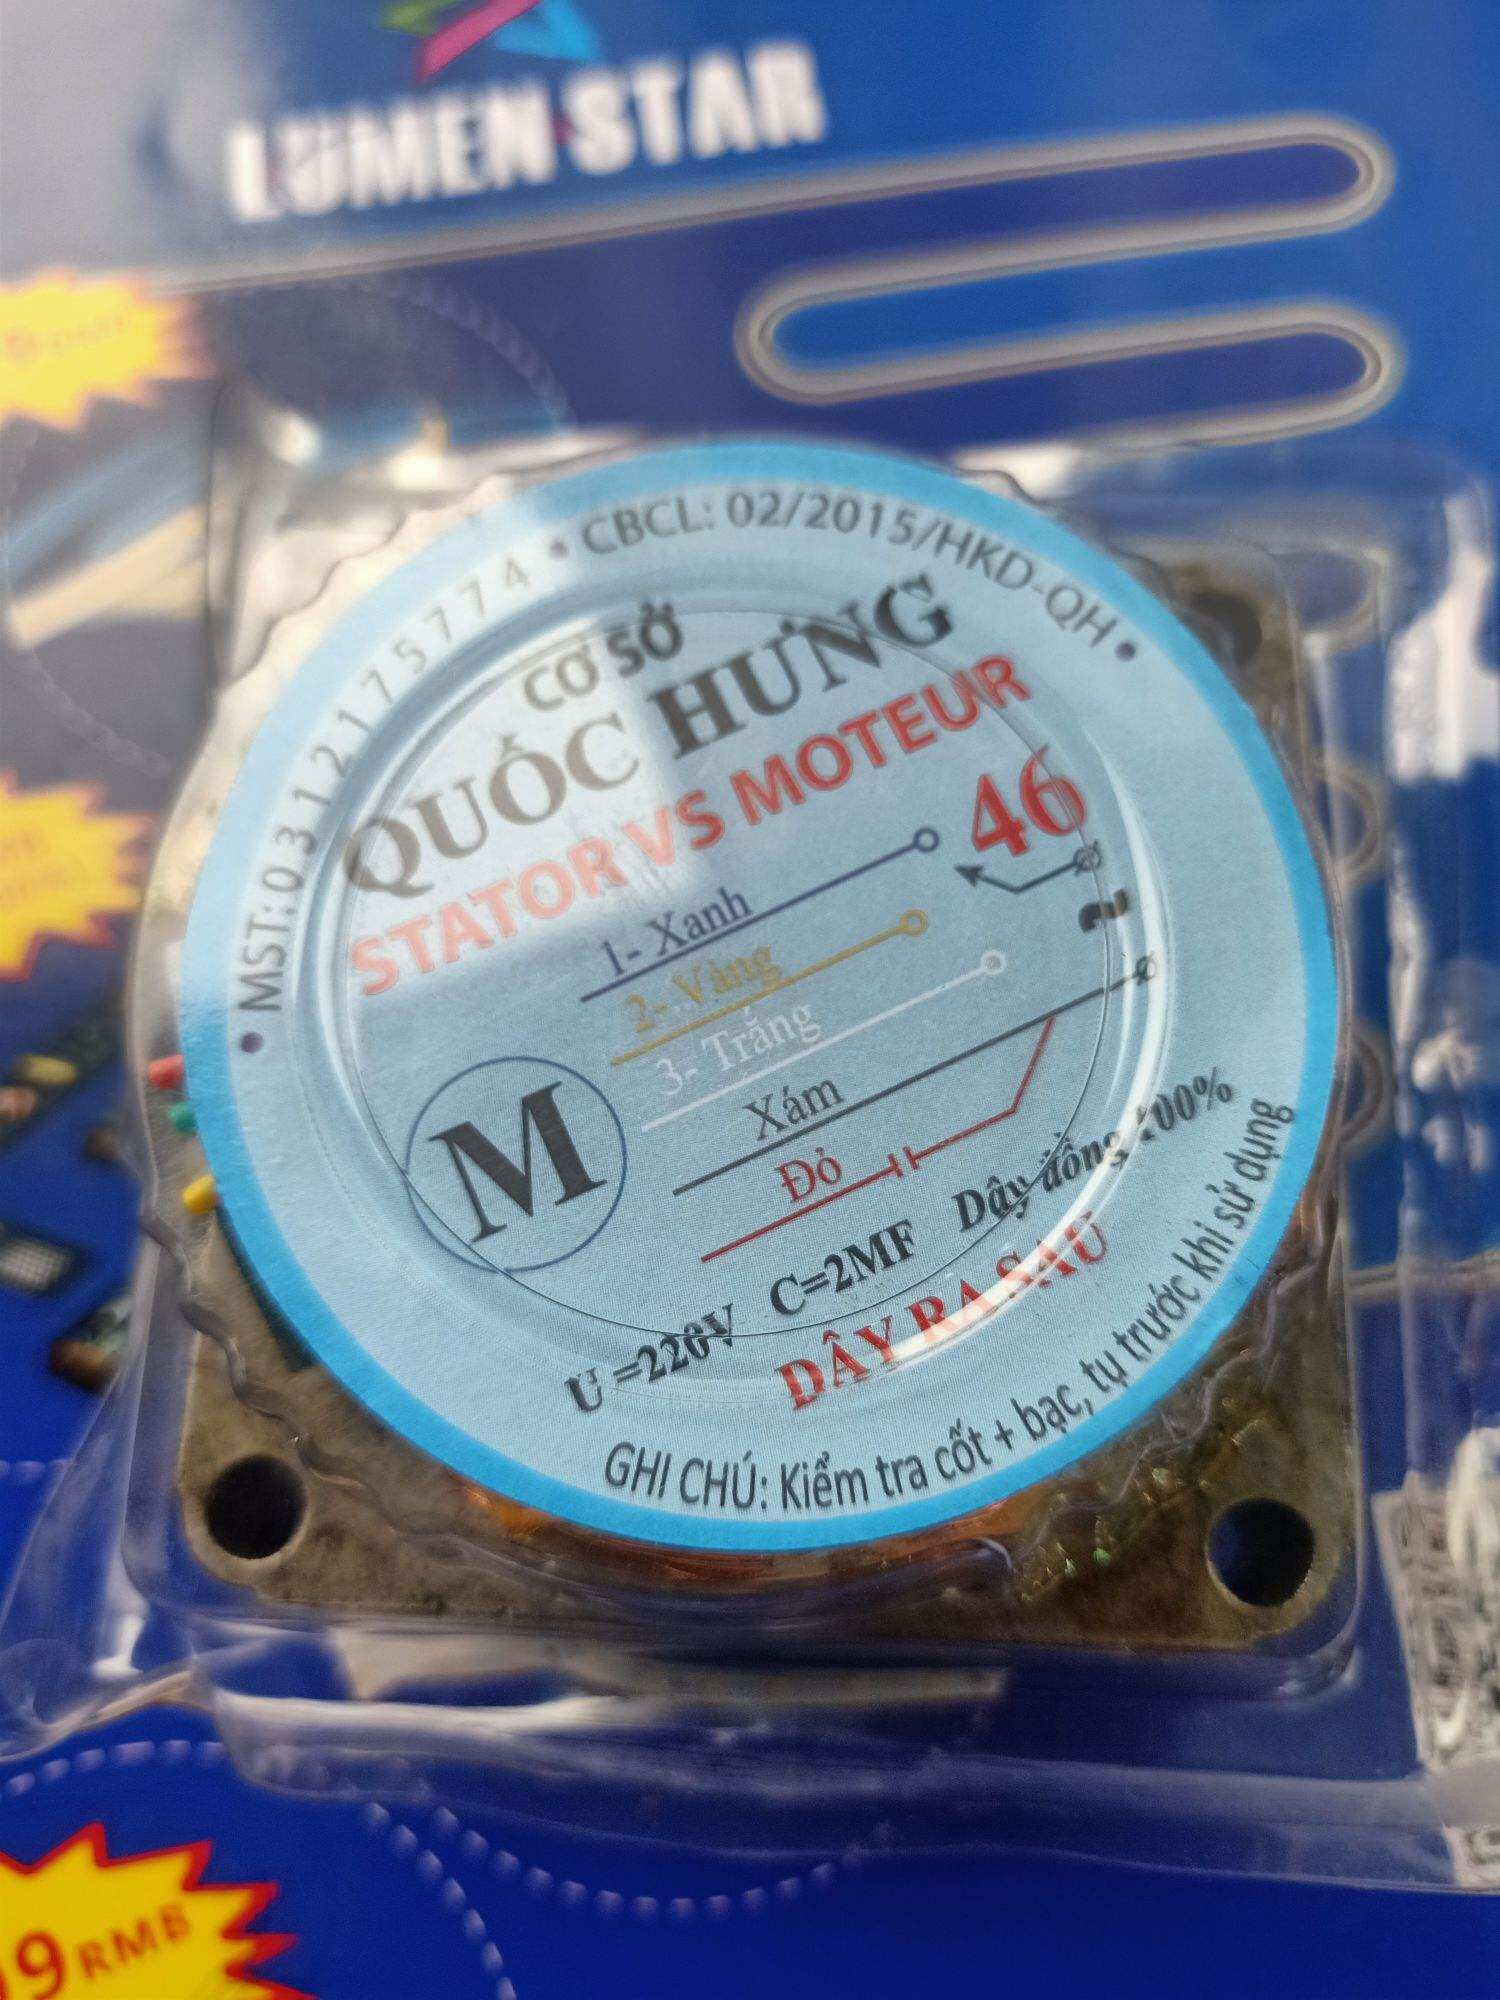 LUMEN STAR
• MST: 0312175774 • CBCL: 02/2015/HKD-QH •
CƠ SỞ
QUỐC HƯNG
STATOR VS MOTEUR
46
1- Xanh
2- Vàng
3- Trắng
Xám
Đỏ
M
U =220V C=2MF Dây đồng 100%
DÂY RA SAU
GHI CHÚ: Kiểm tra cốt + bạc, tụ trước khi sử dụng
9RMB